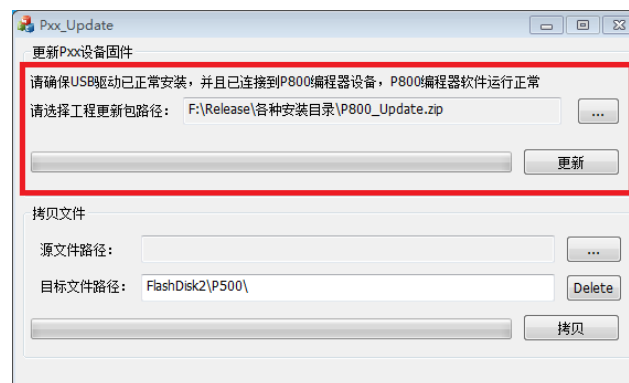 Pxx_Update
更新Pxx设备固件
请确保USB驱动已正常安装，并且已连接到P800编程器设备，P800编程器软件运行正常
请选择工程更新包路径： F:\Release\各种安装目录\P800_Update.zip ...
更新
拷贝文件
源文件路径： ...
目标文件路径： FlashDisk2\P500\ Delete
拷贝